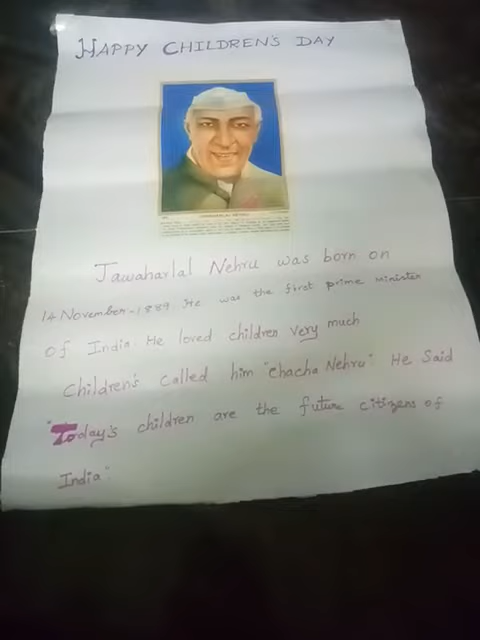 HAPPY CHILDREN'S DAY
JAWAHARLAL NEHRU
Jawaharlal Nehru was born on
14 November-1889. He was the first prime minister
of India He loved children very much
Children's called him "chacha Nehru". He Said
"Today's children are the future citizens of
India".